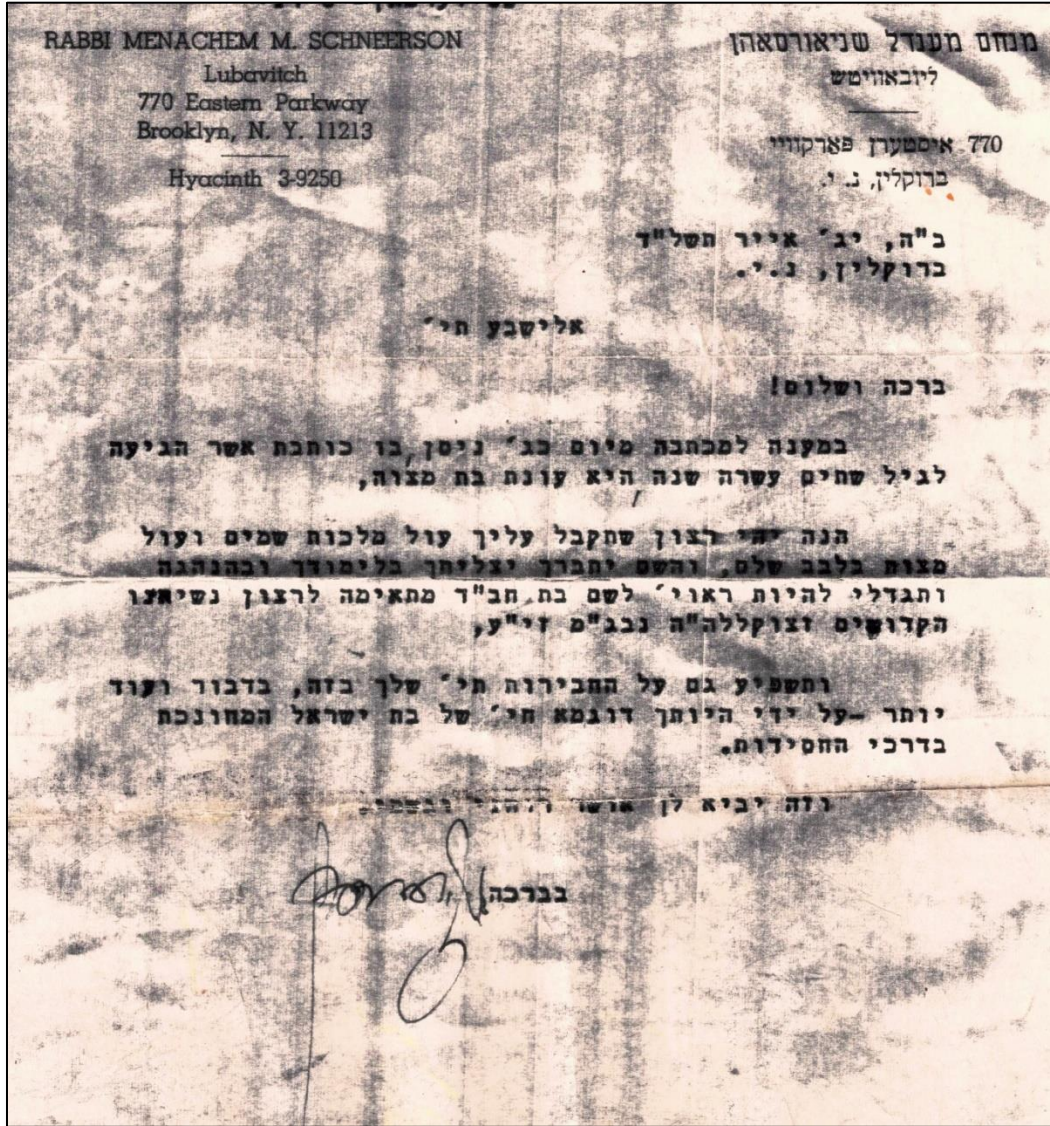 RABBI MENACHEM M. SCHNEERSON
Lubavitch
770 Eastern Parkway
Brooklyn, N. Y. 11213
Hyacinth 3-9250
מנחם מענדל שניאורסאהן
ליובאוויטש
770 איסטערן פארקוויי
ברוקלין, נ. י.
ב"ה, יג' אייר תשל"ד
ברוקלין, נ.י.
אלישבע תי'
ברכה ושלום!
במענה למכתבה מיום כג' ניסן, בו כותבת אשר הגיעה
לגיל שתים עשרה שנה היא עונת בת מצוה,
הנה יהי רצון שתקבל עליך עול מלכות שמים ועול
מצות בלבב שלם, והשם יתברך יצליחך בלימודך ובהנהגה
ותגדלי להיות ראוי' לשם בת חב"ד מתאימה לרצון נשיאנו
הקדושים זצוקללה"ה נבג"מ זי"ע,
ותשפיע גם על החבירות תי' שלך בזה, בדבור ועוד
יותר -על ידי היותך דוגמא חי' של בת ישראל המחונכת
בדרכי החסידות.
וזה יביא לך אושר
בברכה